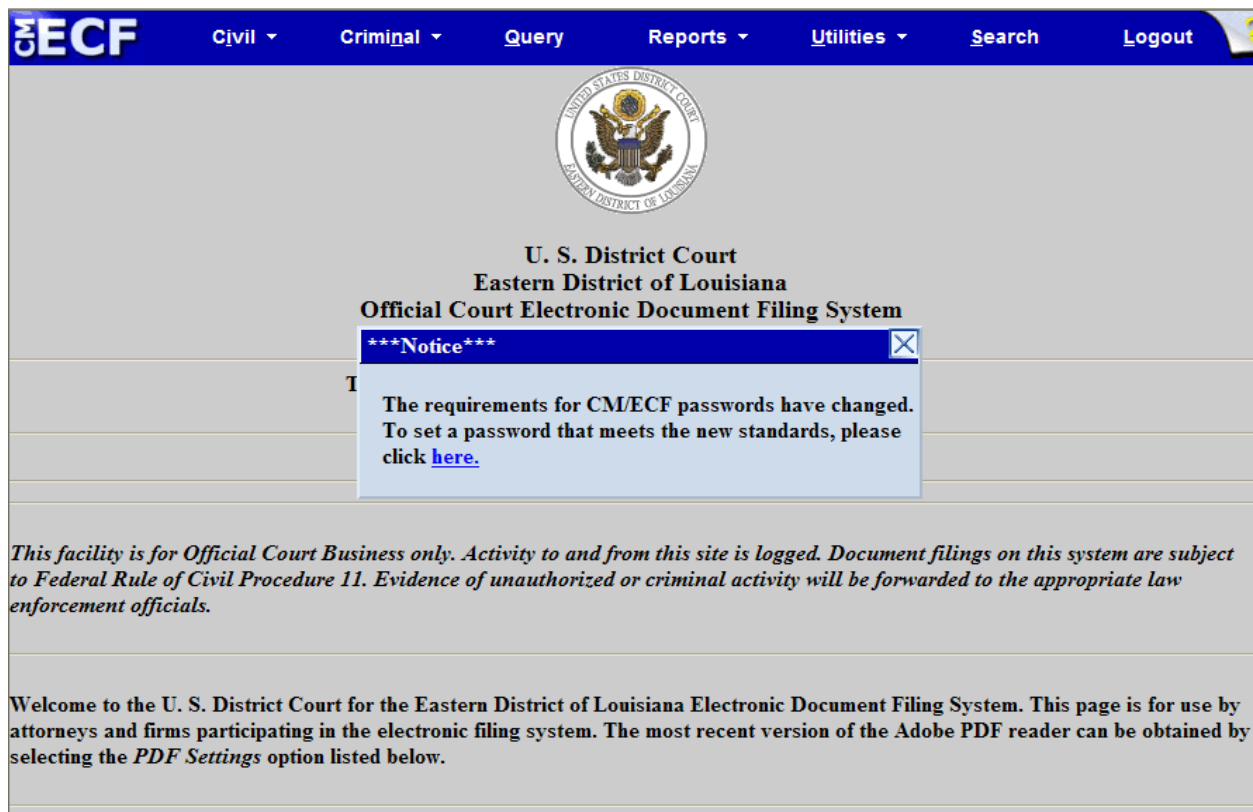 CM ECF Civil Criminal Query Reports Utilities Search Logout ?
UNITED STATES DISTRICT COURT
EASTERN DISTRICT OF LOUISIANA
U. S. District Court
Eastern District of Louisiana
Official Court Electronic Document Filing System
***Notice***
T
The requirements for CM/ECF passwords have changed.
To set a password that meets the new standards, please
click here.
This facility is for Official Court Business only. Activity to and from this site is logged. Document filings on this system are subject
to Federal Rule of Civil Procedure 11. Evidence of unauthorized or criminal activity will be forwarded to the appropriate law
enforcement officials.
Welcome to the U. S. District Court for the Eastern District of Louisiana Electronic Document Filing System. This page is for use by
attorneys and firms participating in the electronic filing system. The most recent version of the Adobe PDF reader can be obtained by
selecting the PDF Settings option listed below.